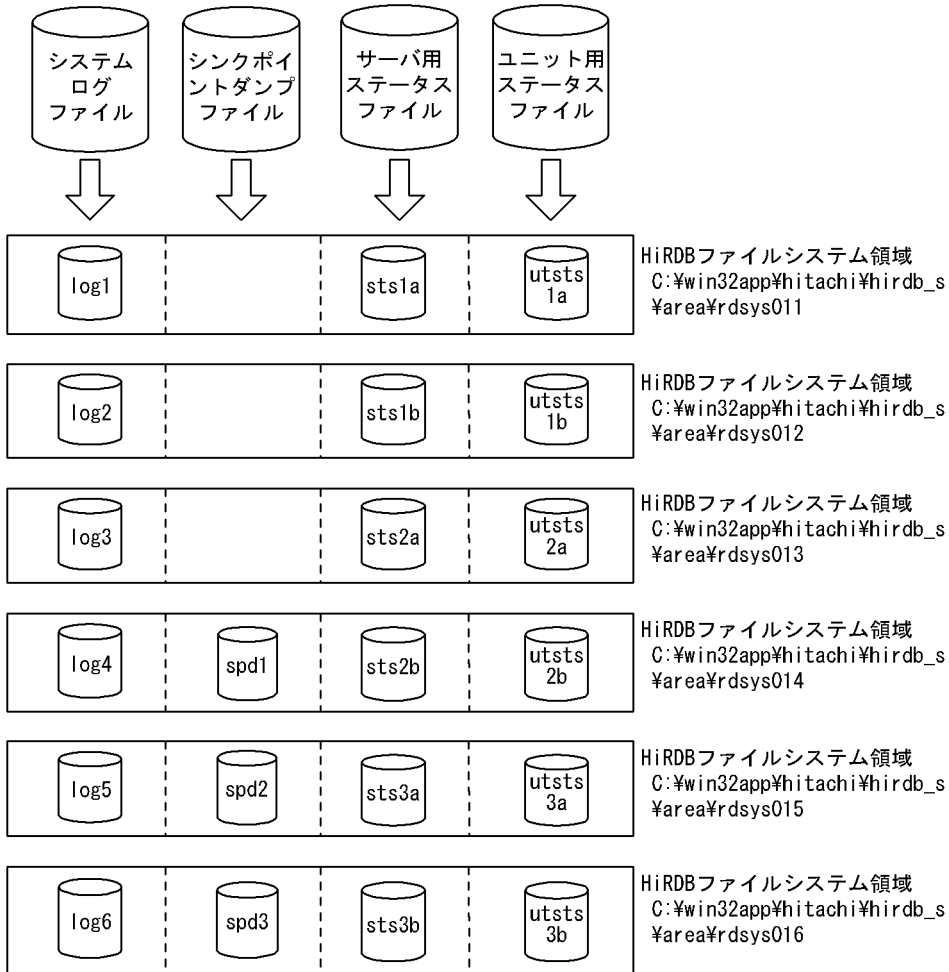 システム
ログ
ファイル
シンクポイ
ントダンプ
ファイル
サーバ用
ステータス
ファイル
ユニット用
ステータス
ファイル
log1
sts1a
utsts
1a
HiRDBファイルシステム領域
C:¥win32app¥hitachi¥hirdb_s
¥area¥rdsys011
log2
sts1b
utsts
1b
HiRDBファイルシステム領域
C:¥win32app¥hitachi¥hirdb_s
¥area¥rdsys012
log3
sts2a
utsts
2a
HiRDBファイルシステム領域
C:¥win32app¥hitachi¥hirdb_s
¥area¥rdsys013
log4
spd1
sts2b
utsts
2b
HiRDBファイルシステム領域
C:¥win32app¥hitachi¥hirdb_s
¥area¥rdsys014
log5
spd2
sts3a
utsts
3a
HiRDBファイルシステム領域
C:¥win32app¥hitachi¥hirdb_s
¥area¥rdsys015
log6
spd3
sts3b
utsts
3b
HiRDBファイルシステム領域
C:¥win32app¥hitachi¥hirdb_s
¥area¥rdsys016